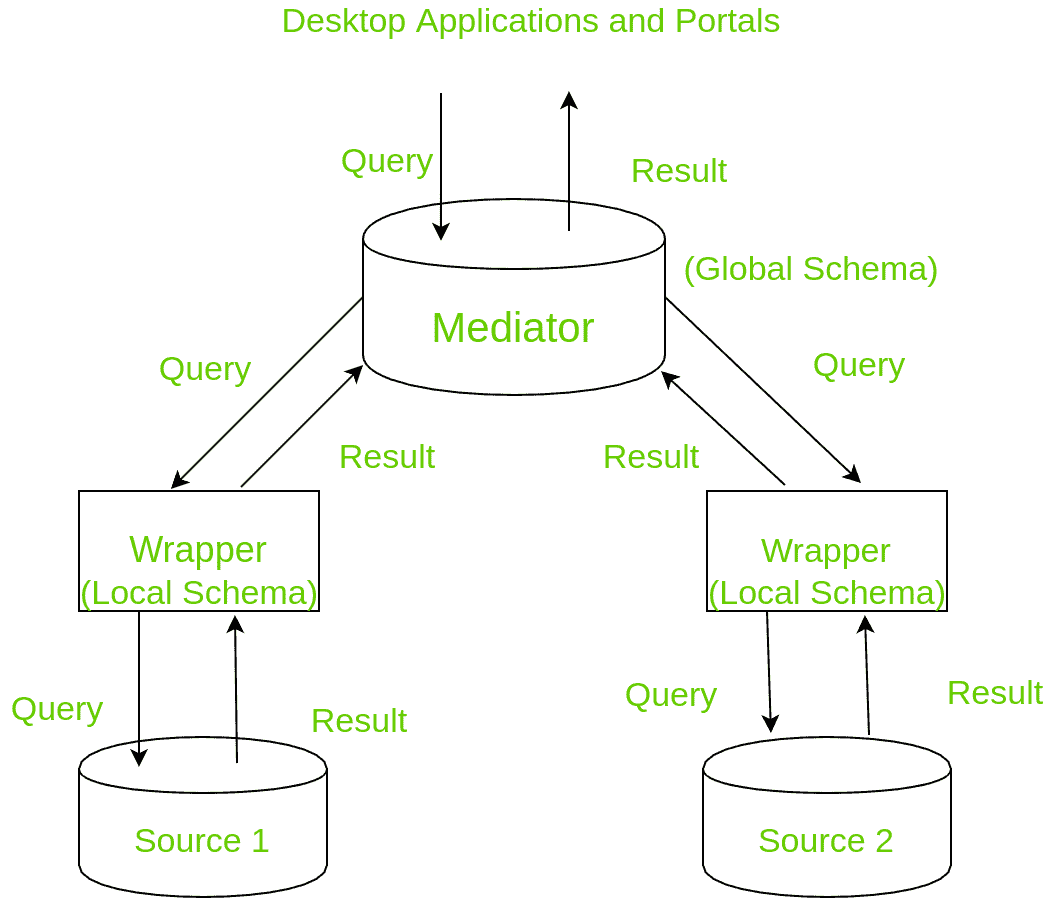 Desktop Applications and Portals
Query
Result
(Global Schema)
Mediator
Query
Query
Result
Result
Wrapper
(Local Schema)
Wrapper
(Local Schema)
Query
Result
Query
Result
Source 1
Source 2